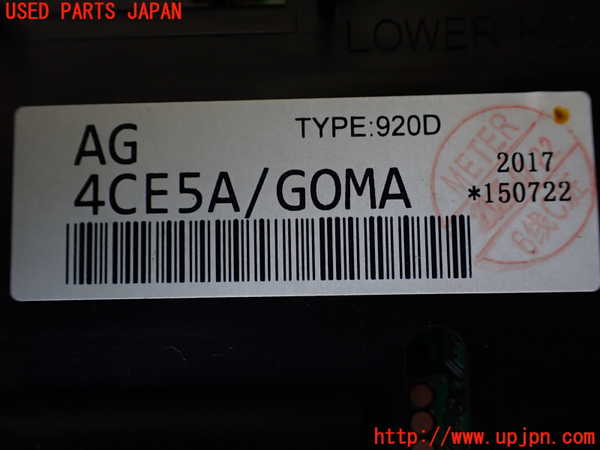 USED PARTS JAPAN
LOWER
AG
TYPE:920D
4CE5A/GOMA
METER
2017
*150722
http://www.upjpn.com